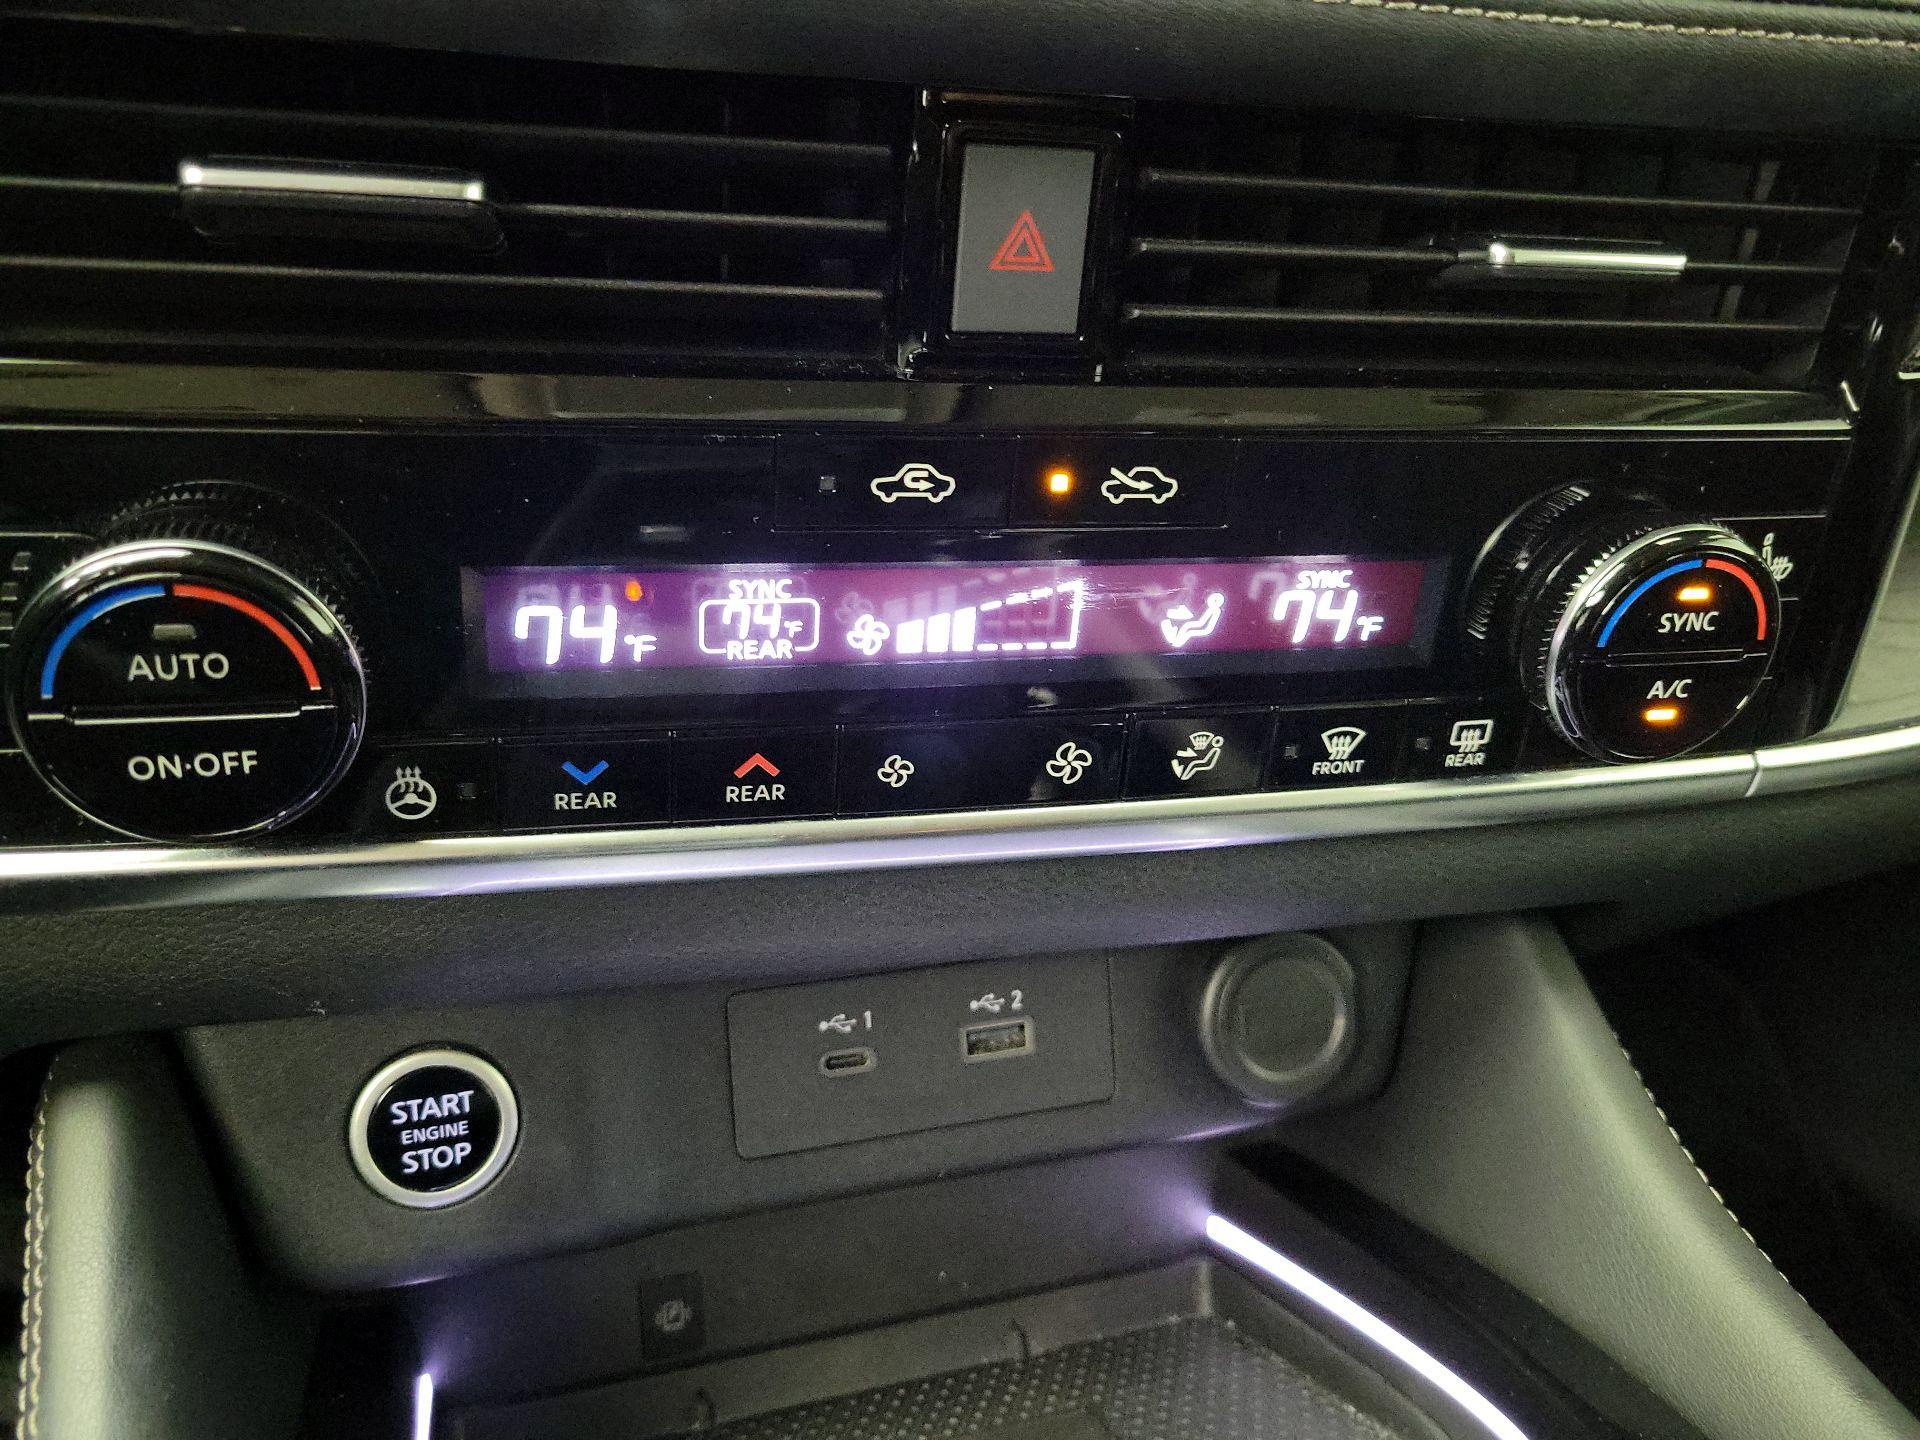 74°F
SYNC
74°F
REAR
SYNC
74°F
AUTO
ON·OFF
SYNC
A/C
REAR
REAR
FRONT
REAR
1
2
START
ENGINE
STOP